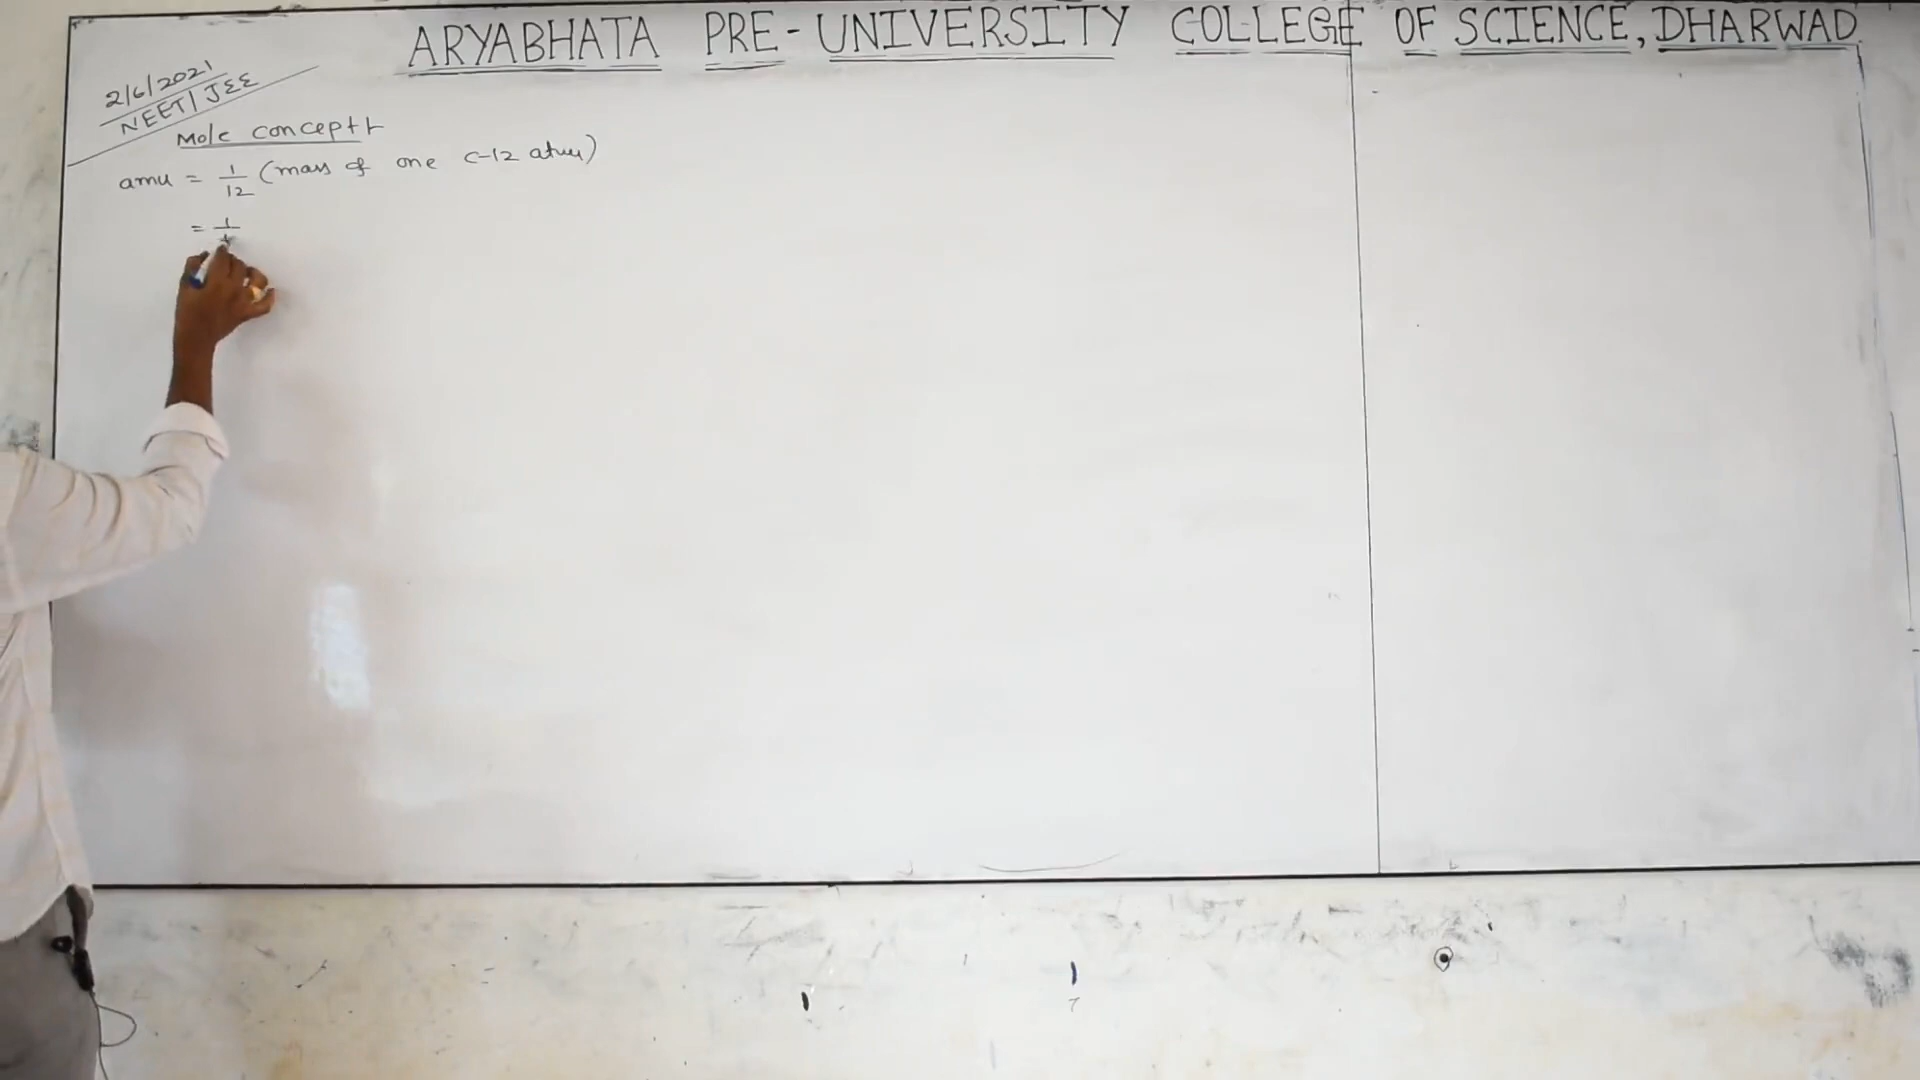 ARYABHATA PRE-UNIVERSITY COLLEGE OF SCIENCE, DHARWAD
2/6/2021
NEET/JEE
Mole concept
amu = 1/12 (mass of one C-12 atom)
= 1/